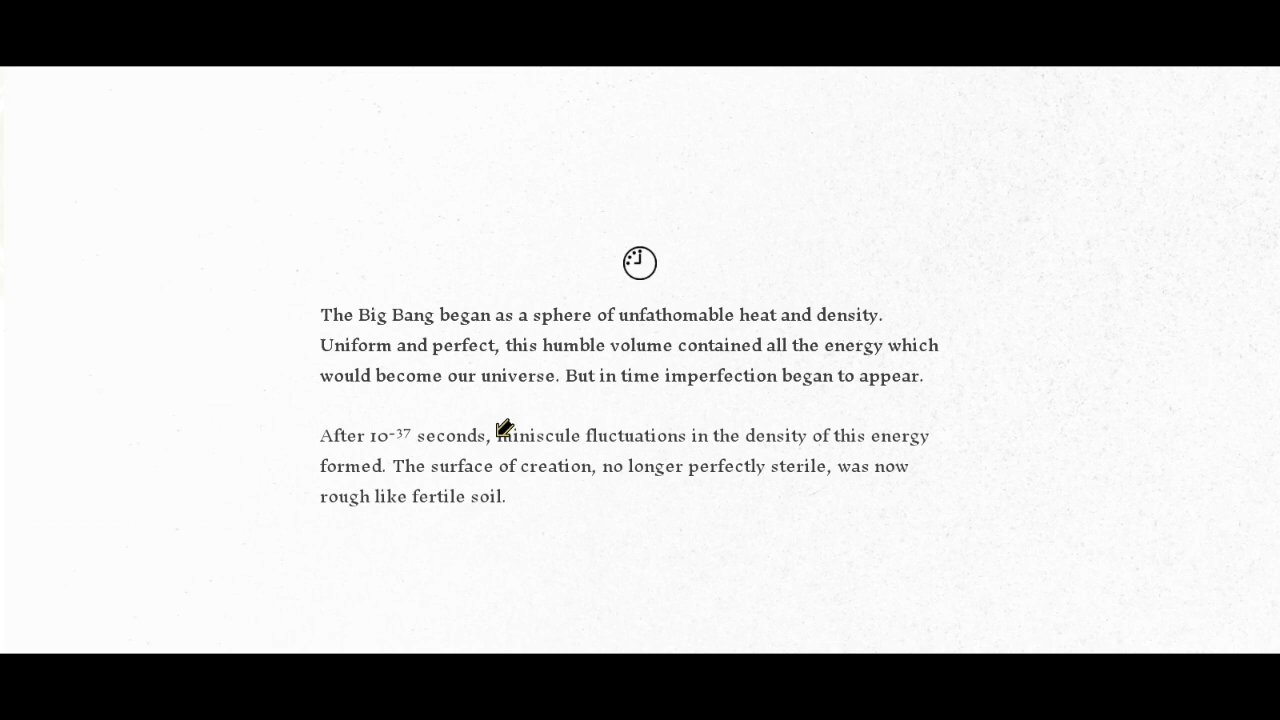 The Big Bang began as a sphere of unfathomable heat and density.
Uniform and perfect, this humble volume contained all the energy which
would become our universe. But in time imperfection began to appear.
After 10⁻³⁷ seconds, miniscule fluctuations in the density of this energy
formed. The surface of creation, no longer perfectly sterile, was now
rough like fertile soil.